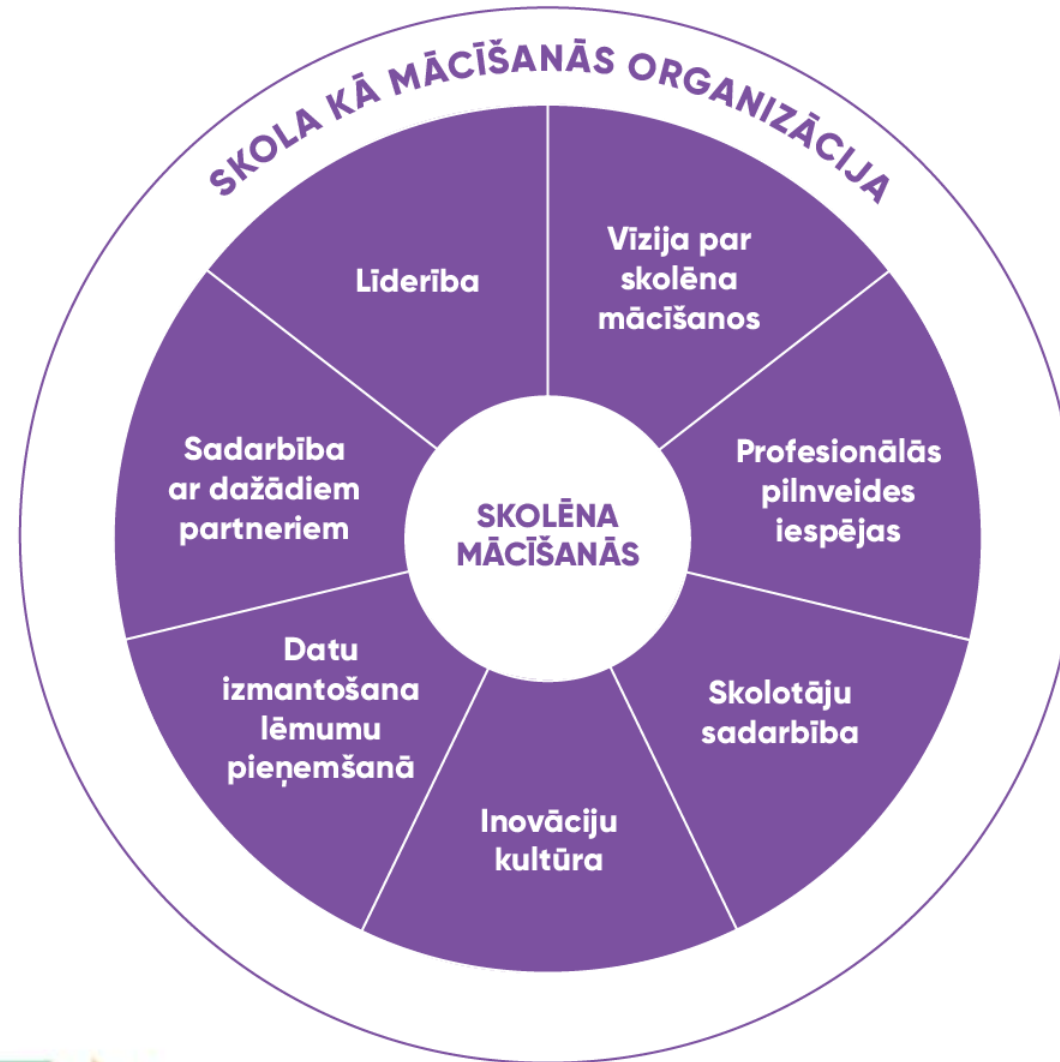 SKOLA KĀ MĀCĪŠANĀS ORGANIZĀCIJA
Līderība
Vīzija par
skolēna
mācīšanos
Sadarbība
ar dažādiem
partneriem
Profesionālās
pilnveides
iespējas
SKOLĒNA
MĀCĪŠANĀS
Datu
izmantošana
lēmumu
pieņemšanā
Skolotāju
sadarbība
Inovāciju
kultūra